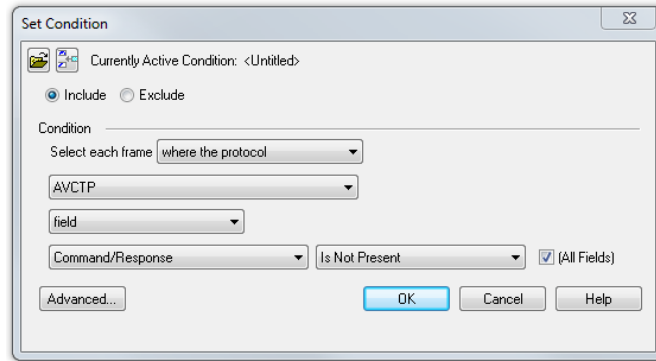 Set Condition
Currently Active Condition: <Untitled>
Include Exclude
Condition
Select each frame where the protocol
AVCTP
field
Command/Response Is Not Present (All Fields)
Advanced... OK Cancel Help